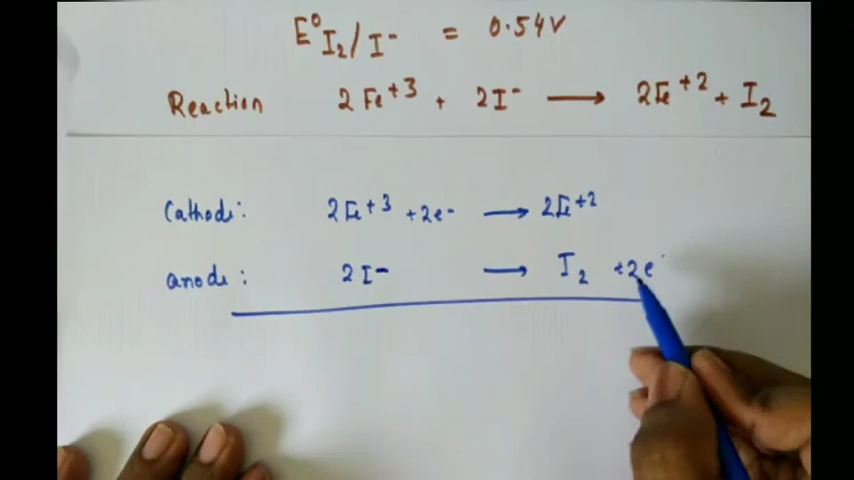 E⁰ I₂/I⁻ = 0.54V
Reaction 2Fe⁺³ + 2I⁻ → 2Fe⁺² + I₂
Cathode: 2Fe⁺³ +2e⁻ → 2Fe⁺²
anode: 2I⁻ → I₂ +2e⁻